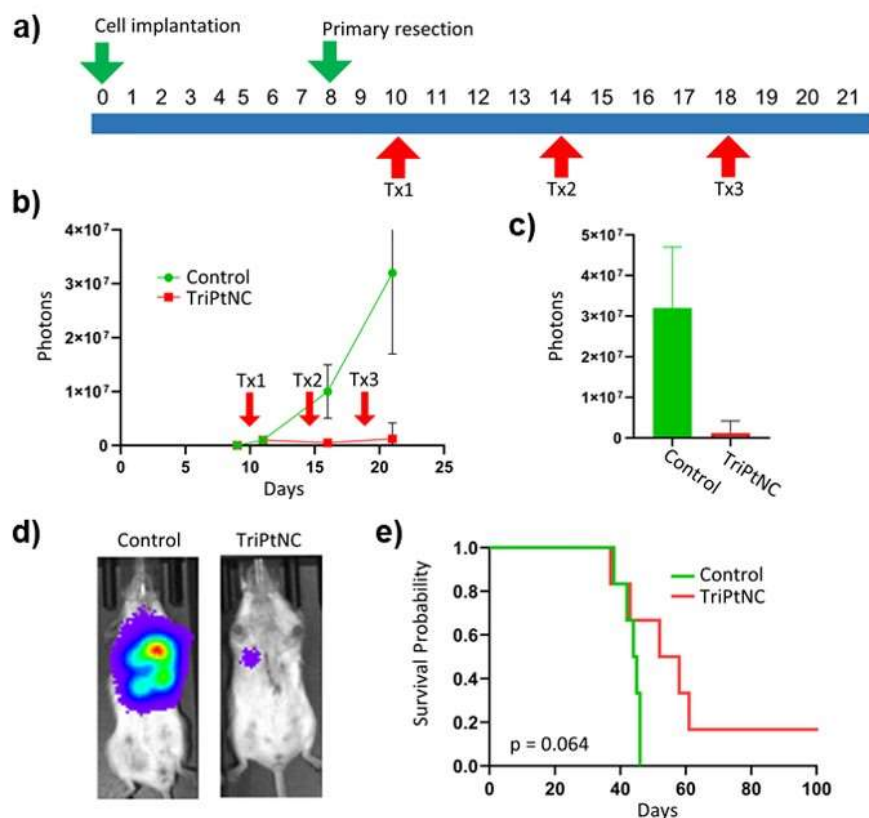 a)
Cell implantation
Primary resection
0 1 2 3 4 5 6 7 8 9 10 11 12 13 14 15 16 17 18 19 20 21
Tx1 Tx2 Tx3
b)
Photons
4×10⁷
3×10⁷
2×10⁷
1×10⁷
0
Control
TriPtNC
Tx1 Tx2 Tx3
0 5 10 15 20 25
Days
c)
Photons
5×10⁷
4×10⁷
3×10⁷
2×10⁷
1×10⁷
0
Control
TriPtNC
d)
Control TriPtNC
e)
Survival Probability
1.0
0.8
0.6
0.4
0.2
0.0
Control
TriPtNC
p = 0.064
0 20 40 60 80 100
Days